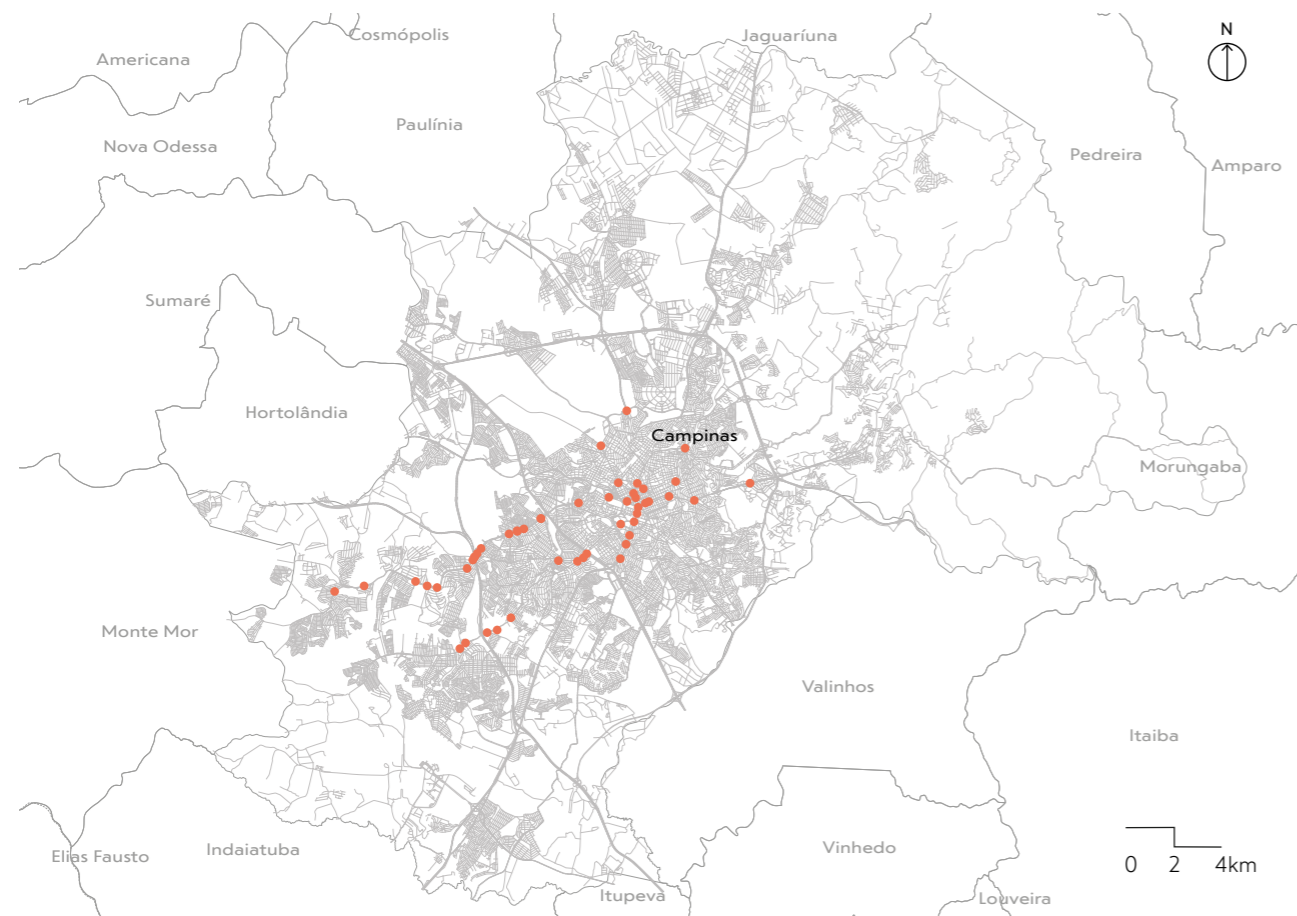 Cosmópolis
Jaguaríuna
N
Americana
Paulínia
Nova Odessa
Pedreira
Amparo
Sumaré
Hortolândia
Campinas
Morungaba
Monte Mor
Valinhos
Itaiba
Elias Fausto
Indaiatuba
Vinhedo
0 2 4km
Itupeva
Louveira